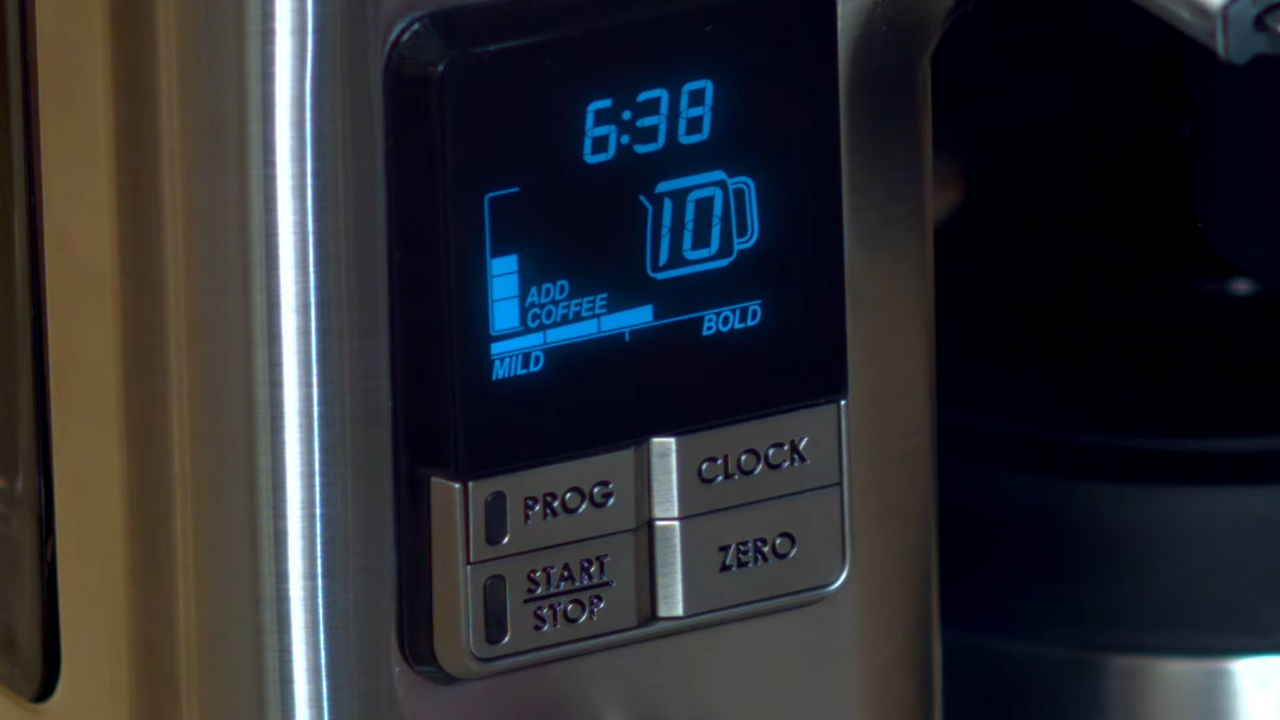 6:38
10
ADD
COFFEE
BOLD
MILD
PROG
CLOCK
START
STOP
ZERO